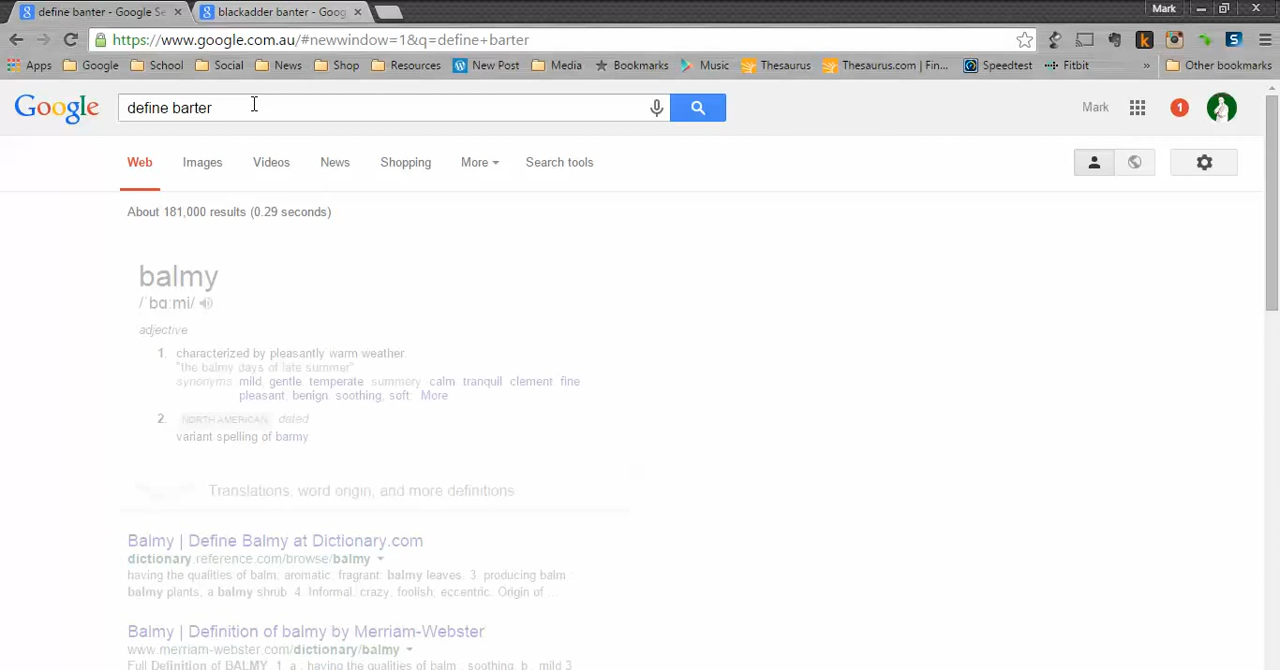 define banter - Google Se
blackadder banter - Goog
Mark
https://www.google.com.au/#newwindow=1&q=define+barter
Apps Google School Social News Shop Resources New Post Media Bookmarks Music Thesaurus Thesaurus.com | Fin... Speedtest Fitbit » Other bookmarks
Google define barter Mark 1
Web Images Videos News Shopping More Search tools
About 181,000 results (0.29 seconds)
balmy
/ˈbɑːmi/
adjective
1. characterized by pleasantly warm weather.
"the balmy days of late summer"
synonyms: mild, gentle, temperate, summery, calm, tranquil, clement, fine,
pleasant, benign, soothing, soft; More
2. NORTH AMERICAN dated
variant spelling of barmy
Translations, word origin, and more definitions
Balmy | Define Balmy at Dictionary.com
dictionary.reference.com/browse/balmy
having the qualities of balm; aromatic; fragrant: balmy leaves. 3. producing balm:
balmy plants; a balmy shrub. 4. Informal. crazy; foolish; eccentric. Origin of ...
Balmy | Definition of balmy by Merriam-Webster
www.merriam-webster.com/dictionary/balmy
Full Definition of BALMY. 1. a : having the qualities of balm : soothing. b : mild 3